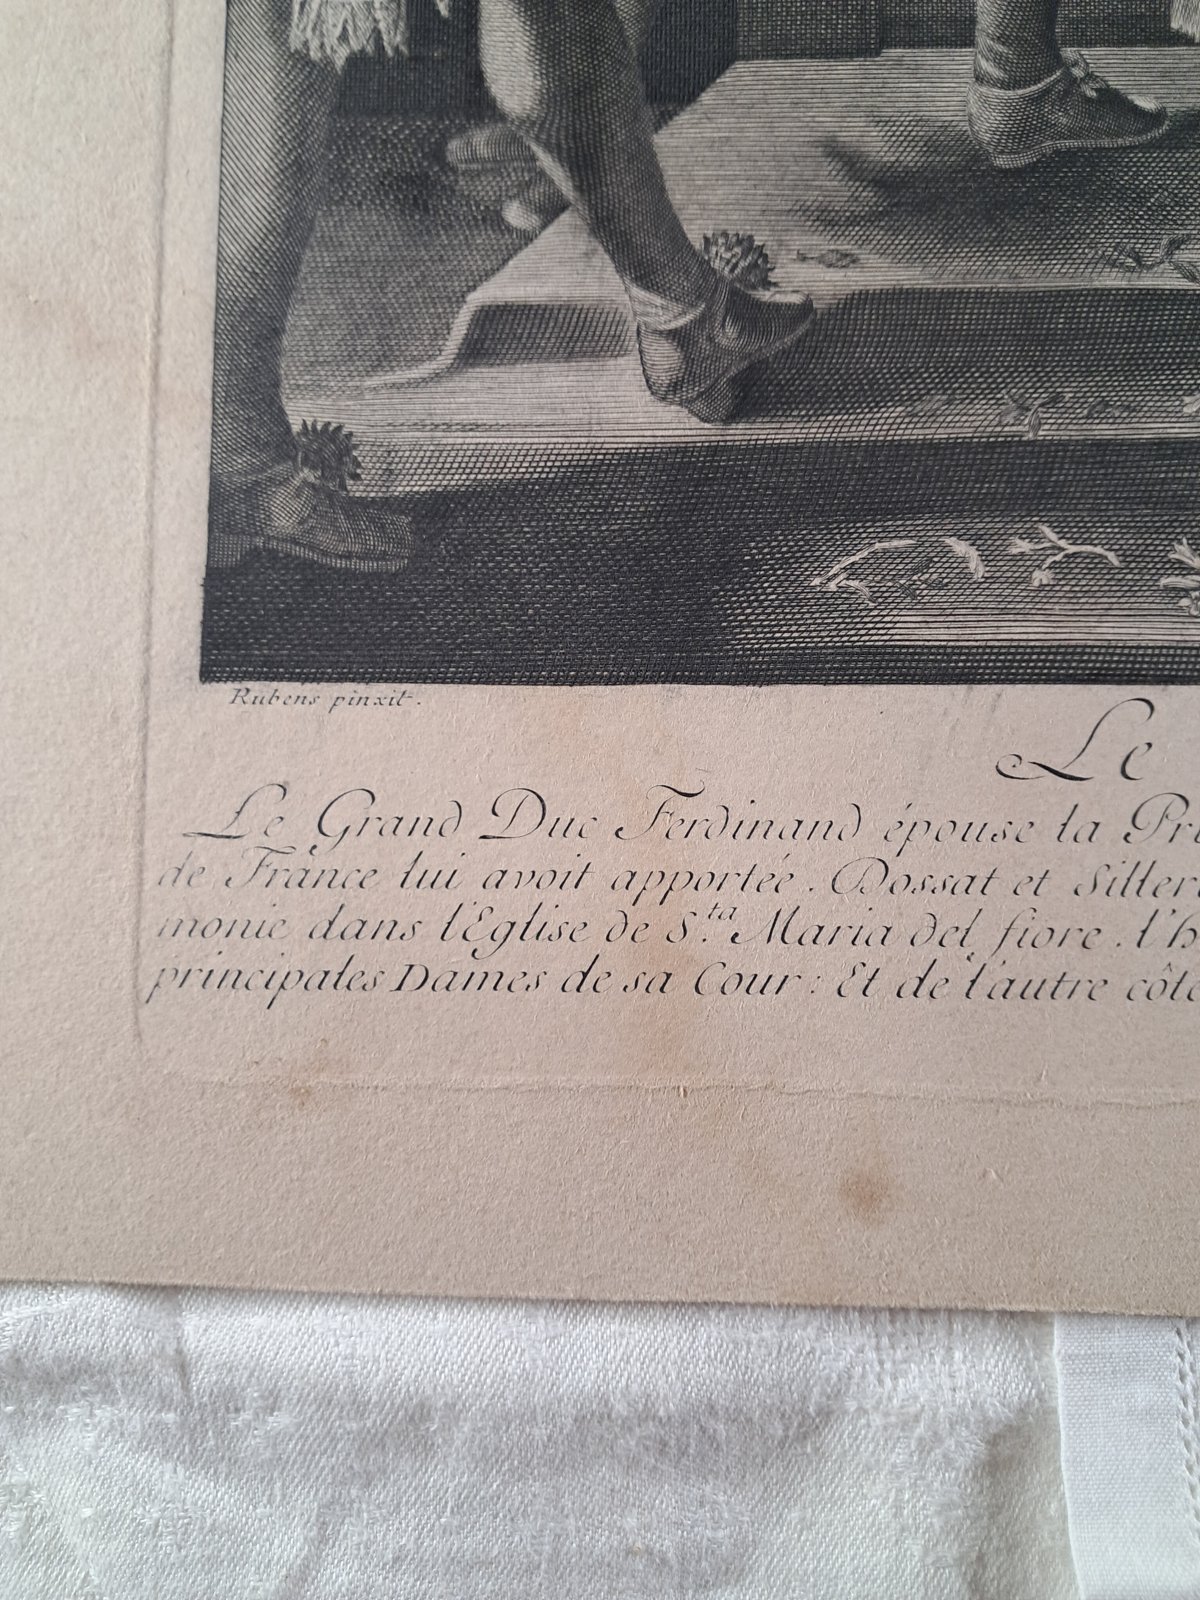 Rubens pinxit.
Le
Le Grand Duc Ferdinand épouse la Pri
de France lui avoit apportée. Dossat et Siller
monie dans l'Eglise de S.ta Maria del fiore. l'h
principales Dames de sa Cour: Et de l'autre côté